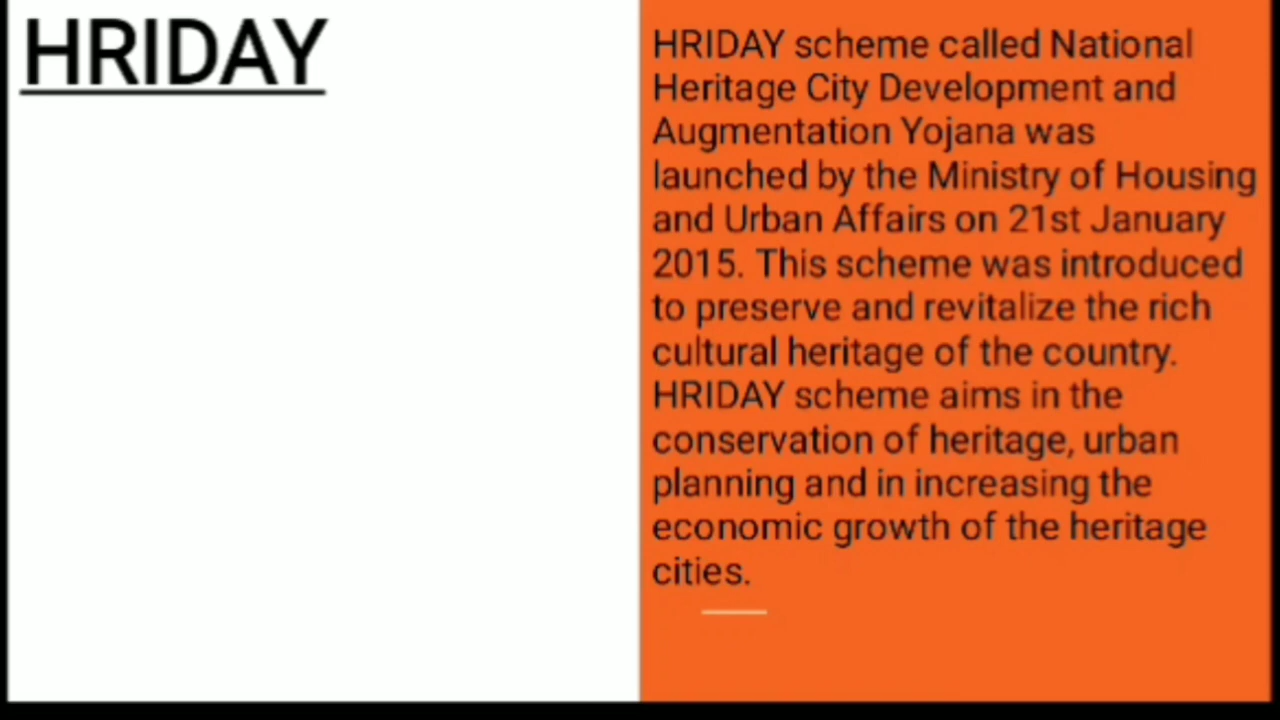 HRIDAY
HRIDAY scheme called National
Heritage City Development and
Augmentation Yojana was
launched by the Ministry of Housing
and Urban Affairs on 21st January
2015. This scheme was introduced
to preserve and revitalize the rich
cultural heritage of the country.
HRIDAY scheme aims in the
conservation of heritage, urban
planning and in increasing the
economic growth of the heritage
cities.